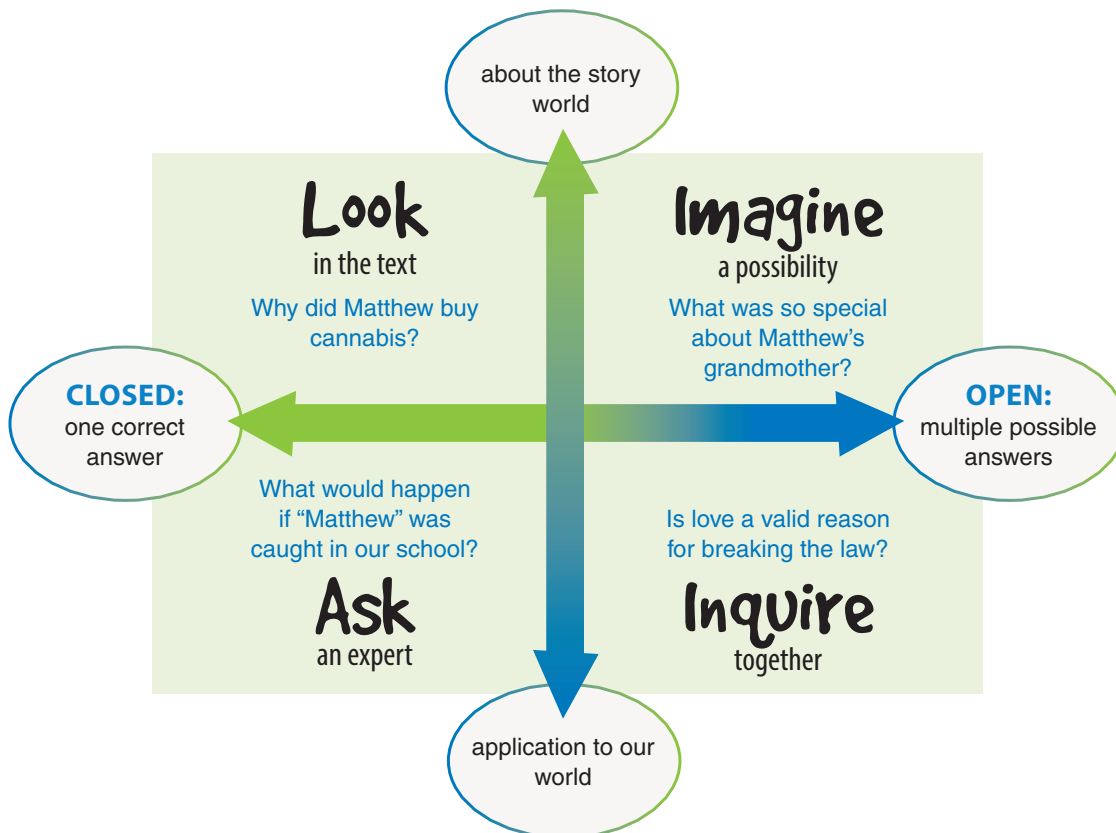 about the story
world
Look
in the text
Why did Matthew buy
cannabis?
Imagine
a possibility
What was so special
about Matthew’s
grandmother?
CLOSED:
one correct
answer
OPEN:
multiple possible
answers
What would happen
if “Matthew” was
caught in our school?
Ask
an expert
Is love a valid reason
for breaking the law?
Inquire
together
application to our
world